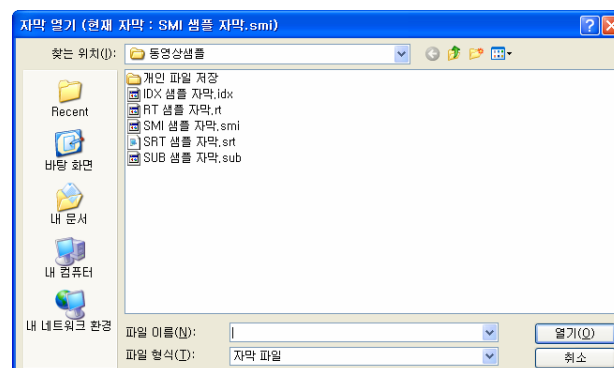 자막 열기 (현재 자막 : SMI 샘플 자막.smi)
찾는 위치(I): 동영상샘플
개인 파일 저장
IDX 샘플 자막.idx
RT 샘플 자막.rt
SMI 샘플 자막.smi
SRT 샘플 자막.srt
SUB 샘플 자막.sub
Recent
바탕 화면
내 문서
내 컴퓨터
내 네트워크 환경
파일 이름(N): 열기(O)
파일 형식(T): 자막 파일 취소